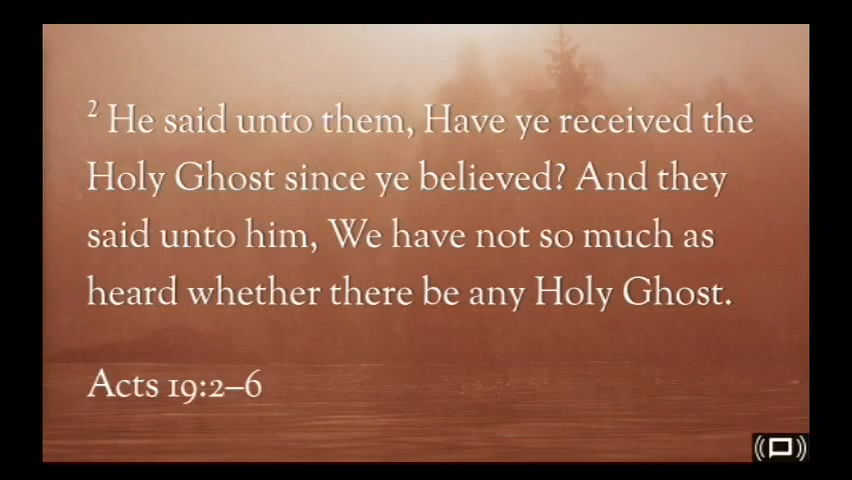 2 He said unto them, Have ye received the
Holy Ghost since ye believed? And they
said unto him, We have not so much as
heard whether there be any Holy Ghost.
Acts 19:2–6